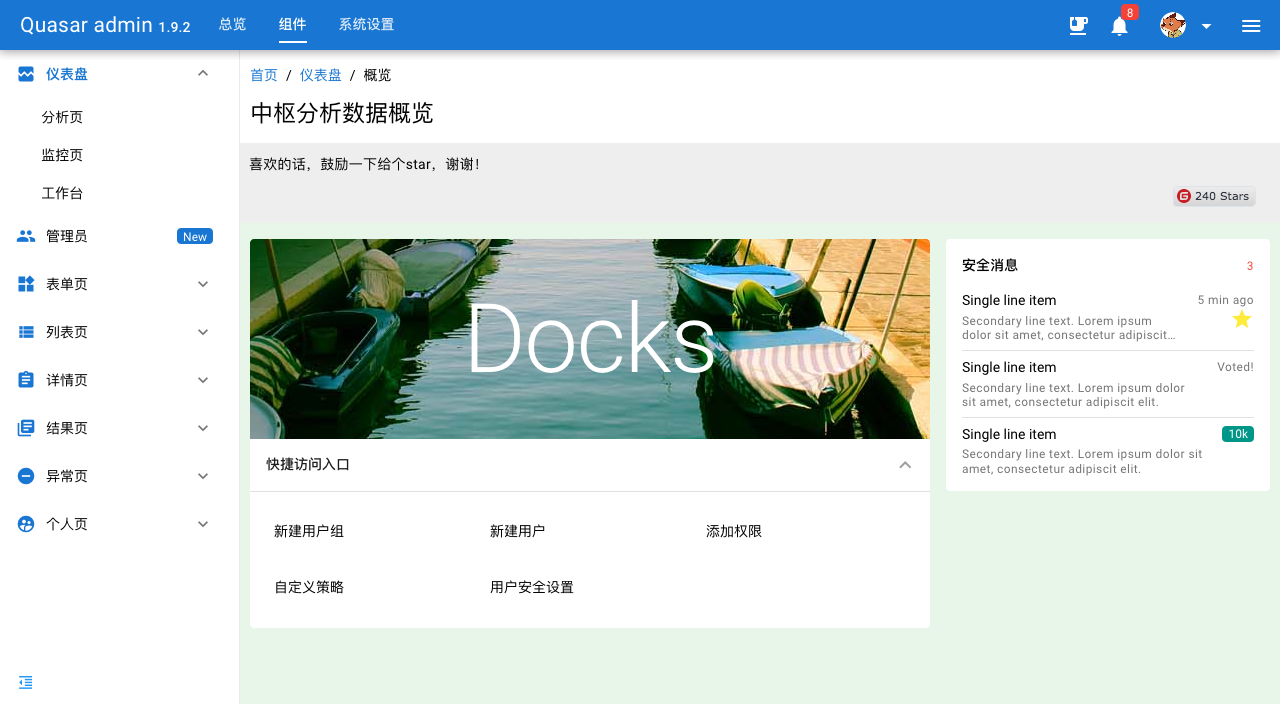 Quasar admin 1.9.2
总览
组件
系统设置
8
仪表盘
分析页
监控页
工作台
管理员
New
表单页
列表页
详情页
结果页
异常页
个人页
首页 / 仪表盘 / 概览
中枢分析数据概览
喜欢的话，鼓励一下给个star，谢谢！
G 240 Stars
Docks
快捷访问入口
新建用户组
新建用户
添加权限
自定义策略
用户安全设置
安全消息
3
Single line item
5 min ago
Secondary line text. Lorem ipsum
dolor sit amet, consectetur adipiscit…
Single line item
Voted!
Secondary line text. Lorem ipsum dolor
sit amet, consectetur adipiscit elit.
Single line item
10k
Secondary line text. Lorem ipsum dolor sit
amet, consectetur adipiscit elit.